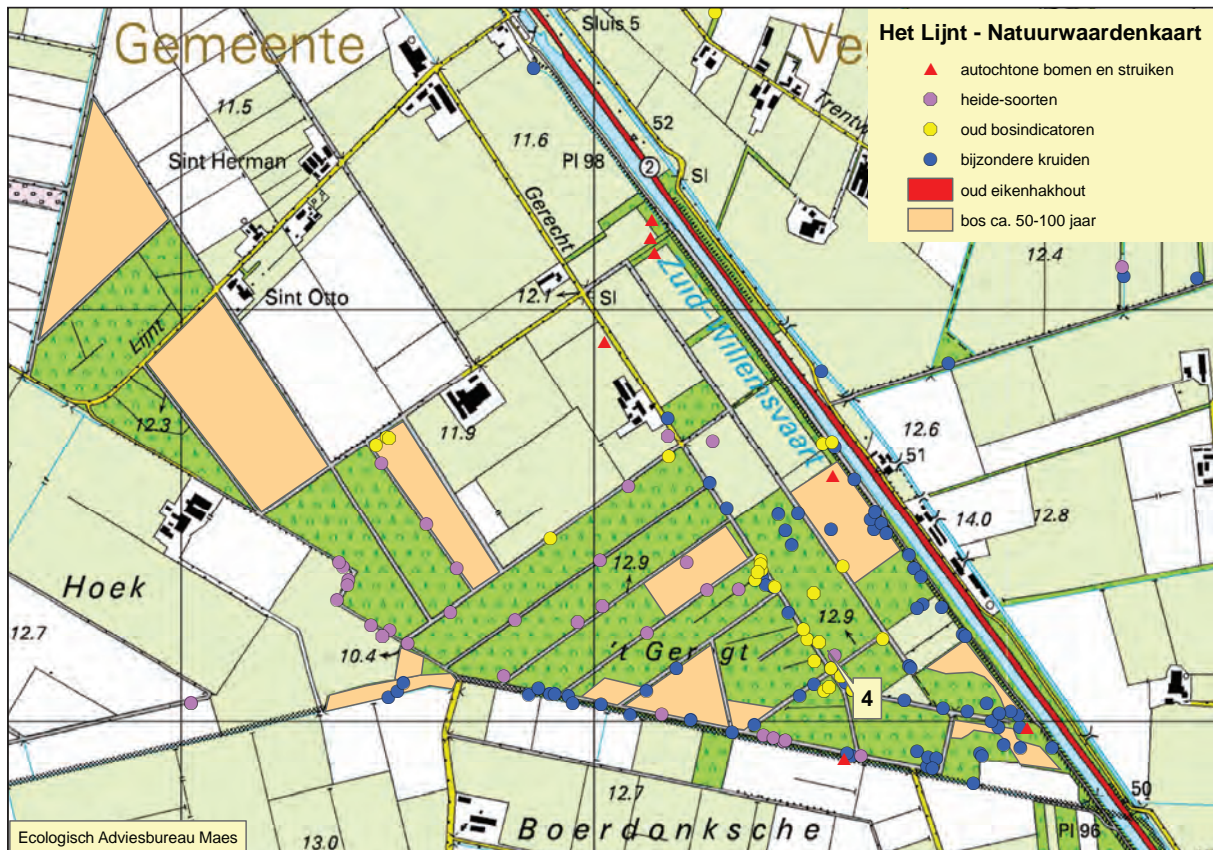 Gemeente
Sluis 5
Het Lijnt - Natuurwaardenkaart
autochtone bomen en struiken
heide-soorten
oud bosindicatoren
bijzondere kruiden
oud eikenhakhout
bos ca. 50-100 jaar
11.5
11.6
52
Pl 98
2
Sl
Sint Herman
Gerecht
12.4
Sint Otto
12.1
Sl
Lijnt
Zuid-Willemsvaart
12.3
11.9
12.6
51
14.0
12.8
Hoek
12.9
12.9
12.7
't Geregt
10.4
4
12.7
50
Boerdonksche
Pl 96
13.0
Ecologisch Adviesbureau Maes